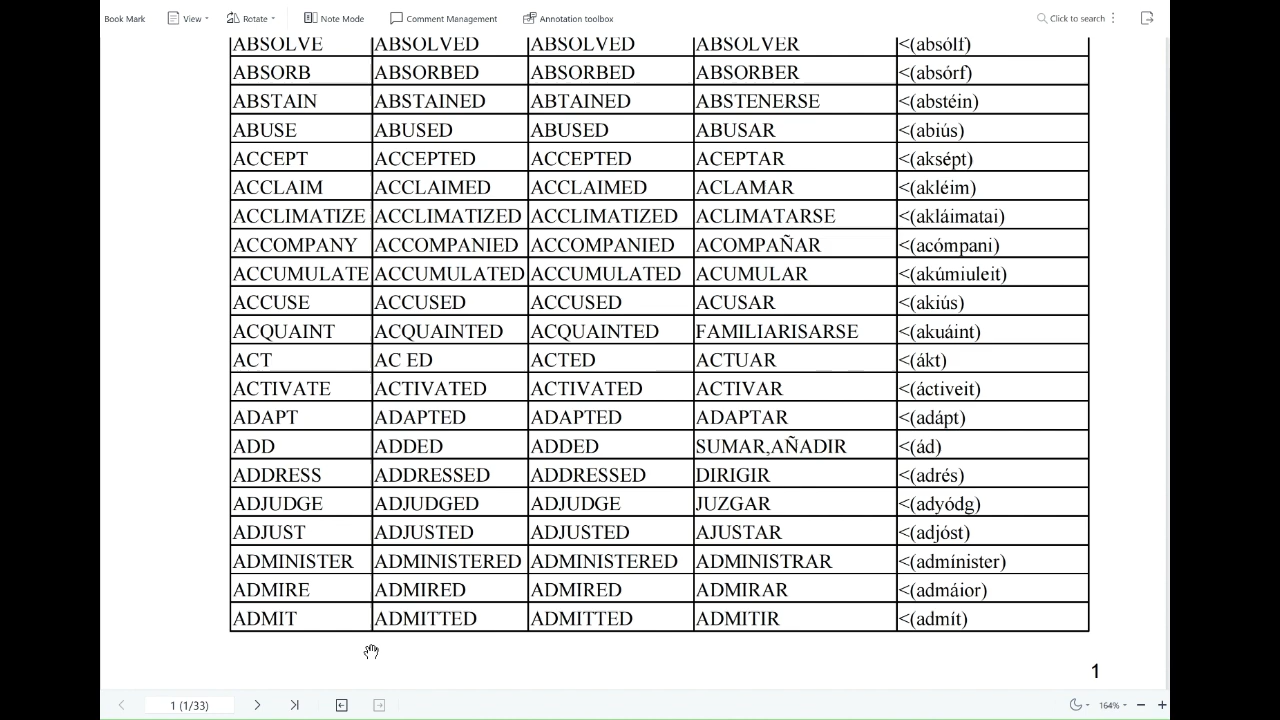 Book Mark View Rotate Note Mode Comment Management Annotation toolbox Click to search
ABSOLVE ABSOLVED ABSOLVED ABSOLVER <(absólf)
ABSORB ABSORBED ABSORBED ABSORBER <(absórf)
ABSTAIN ABSTAINED ABTAINED ABSTENERSE <(abstéin)
ABUSE ABUSED ABUSED ABUSAR <(abiús)
ACCEPT ACCEPTED ACCEPTED ACEPTAR <(aksépt)
ACCLAIM ACCLAIMED ACCLAIMED ACLAMAR <(akléim)
ACCLIMATIZE ACCLIMATIZED ACCLIMATIZED ACLIMATARSE <(akláimatai)
ACCOMPANY ACCOMPANIED ACCOMPANIED ACOMPAÑAR <(acómpani)
ACCUMULATE ACCUMULATED ACCUMULATED ACUMULAR <(akúmiuleit)
ACCUSE ACCUSED ACCUSED ACUSAR <(akiús)
ACQUAINT ACQUAINTED ACQUAINTED FAMILIARISARSE <(akuáint)
ACT AC ED ACTED ACTUAR <(ákt)
ACTIVATE ACTIVATED ACTIVATED ACTIVAR <(áctiveit)
ADAPT ADAPTED ADAPTED ADAPTAR <(adápt)
ADD ADDED ADDED SUMAR,AÑADIR <(ád)
ADDRESS ADDRESSED ADDRESSED DIRIGIR <(adrés)
ADJUDGE ADJUDGED ADJUDGE JUZGAR <(adyódg)
ADJUST ADJUSTED ADJUSTED AJUSTAR <(adjóst)
ADMINISTER ADMINISTERED ADMINISTERED ADMINISTRAR <(admínister)
ADMIRE ADMIRED ADMIRED ADMIRAR <(admáior)
ADMIT ADMITTED ADMITTED ADMITIR <(admít)
1
1 (1/33) 164%